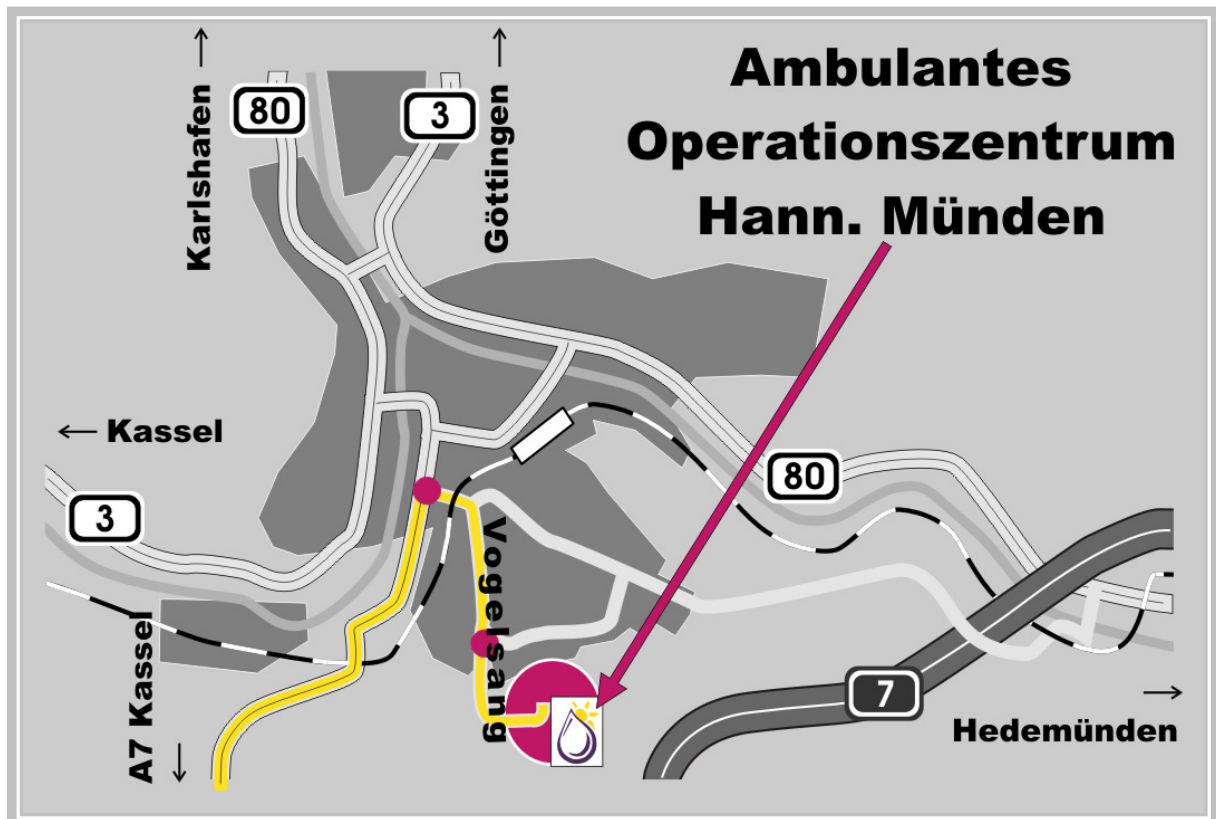 Ambulantes
Operationszentrum
Hann. Münden
Karlshafen
Göttingen
80
3
Kassel
3
80
Vogelsang
A7 Kassel
7
Hedemünden